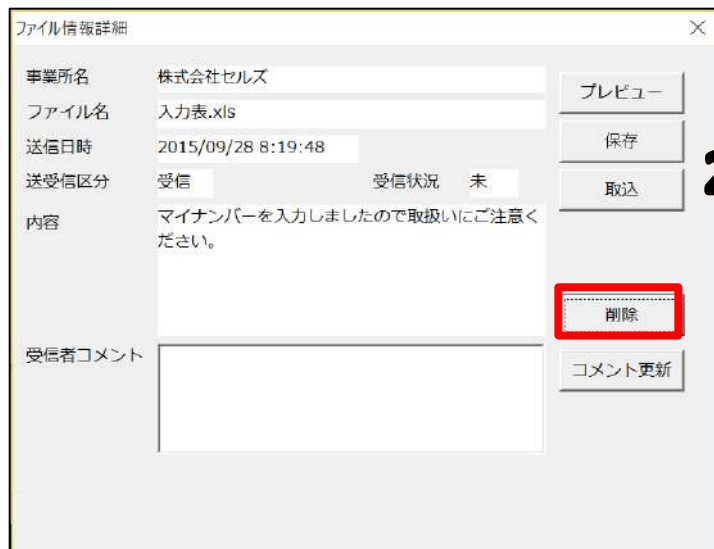 ファイル情報詳細
事業所名 株式会社セルズ
プレビュー
ファイル名 入力表.xls
送信日時 2015/09/28 8:19:48
保存
送受信区分 受信 受信状況 未
取込
内容 マイナンバーを入力しましたので取扱いにご注意く
ださい。
削除
受信者コメント
コメント更新
2